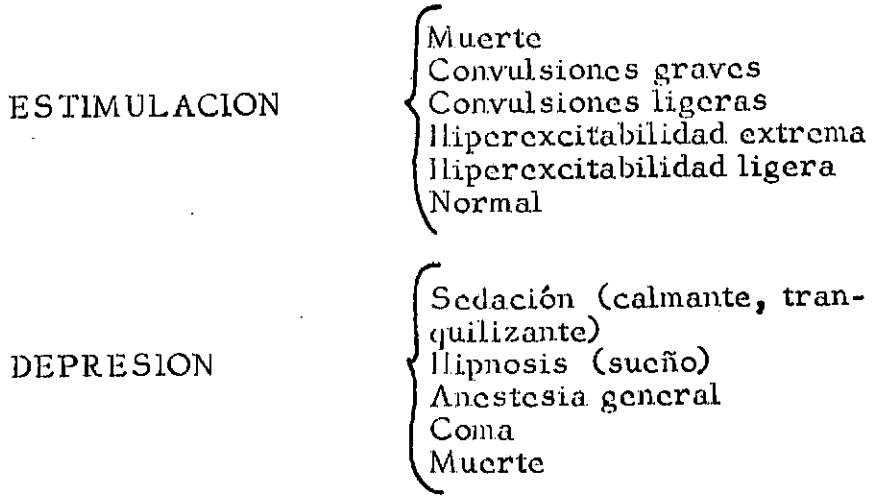 ESTIMULACION
Muerte
Convulsiones graves
Convulsiones ligeras
Hiperexcitabilidad extrema
Hiperexcitabilidad ligera
Normal
DEPRESION
Sedación (calmante, tran-
quilizante)
Hipnosis (sueño)
Anestesia general
Coma
Muerte